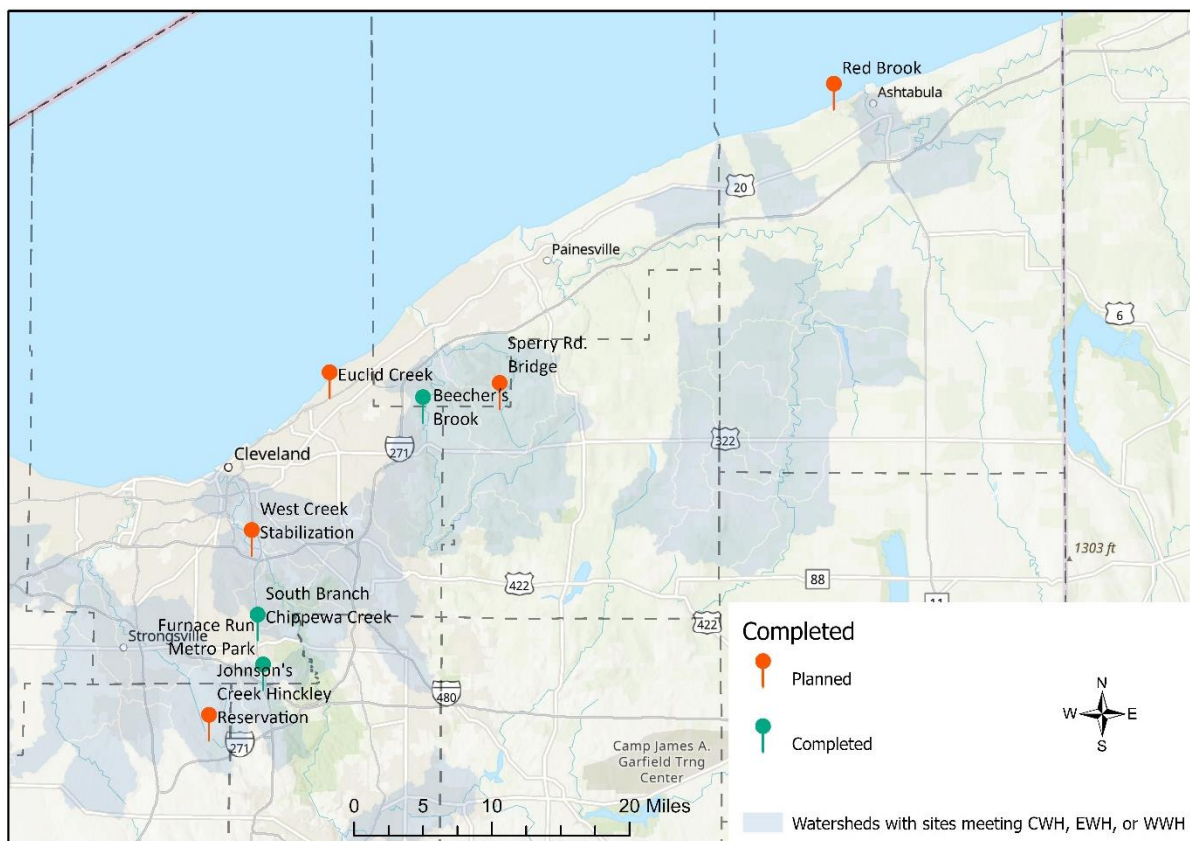 Red Brook
Ashtabula
20
Painesville
6
Sperry Rd.
Bridge
Euclid Creek
Beecher's
Brook
271
322
Cleveland
West Creek
Stabilization
1303 ft
422
88
South Branch
Chippewa Creek
Furnace Run
Metro Park
Strongsville
422
11
Johnson's
Creek Hinckley
Reservation
480
271
Camp James A.
Garfield Trng
Center
0 5 10 20 Miles
Completed
Planned
Completed
N
W E
S
Watersheds with sites meeting CWH, EWH, or WWH